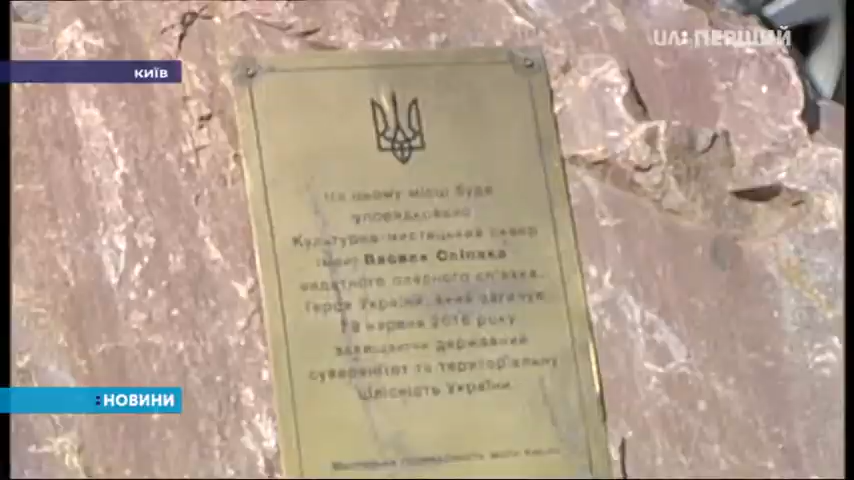 UA: ПЕРШИЙ
КИЇВ
На цьому місці буде
упорядковано
Культурно-мистецький сквер
імені Василя Сліпака
видатного оперного співака,
Героя України, який загинув
29 червня 2016 року
захищаючи державний
суверенітет та територіальну
цілісність України
:НОВИНИ